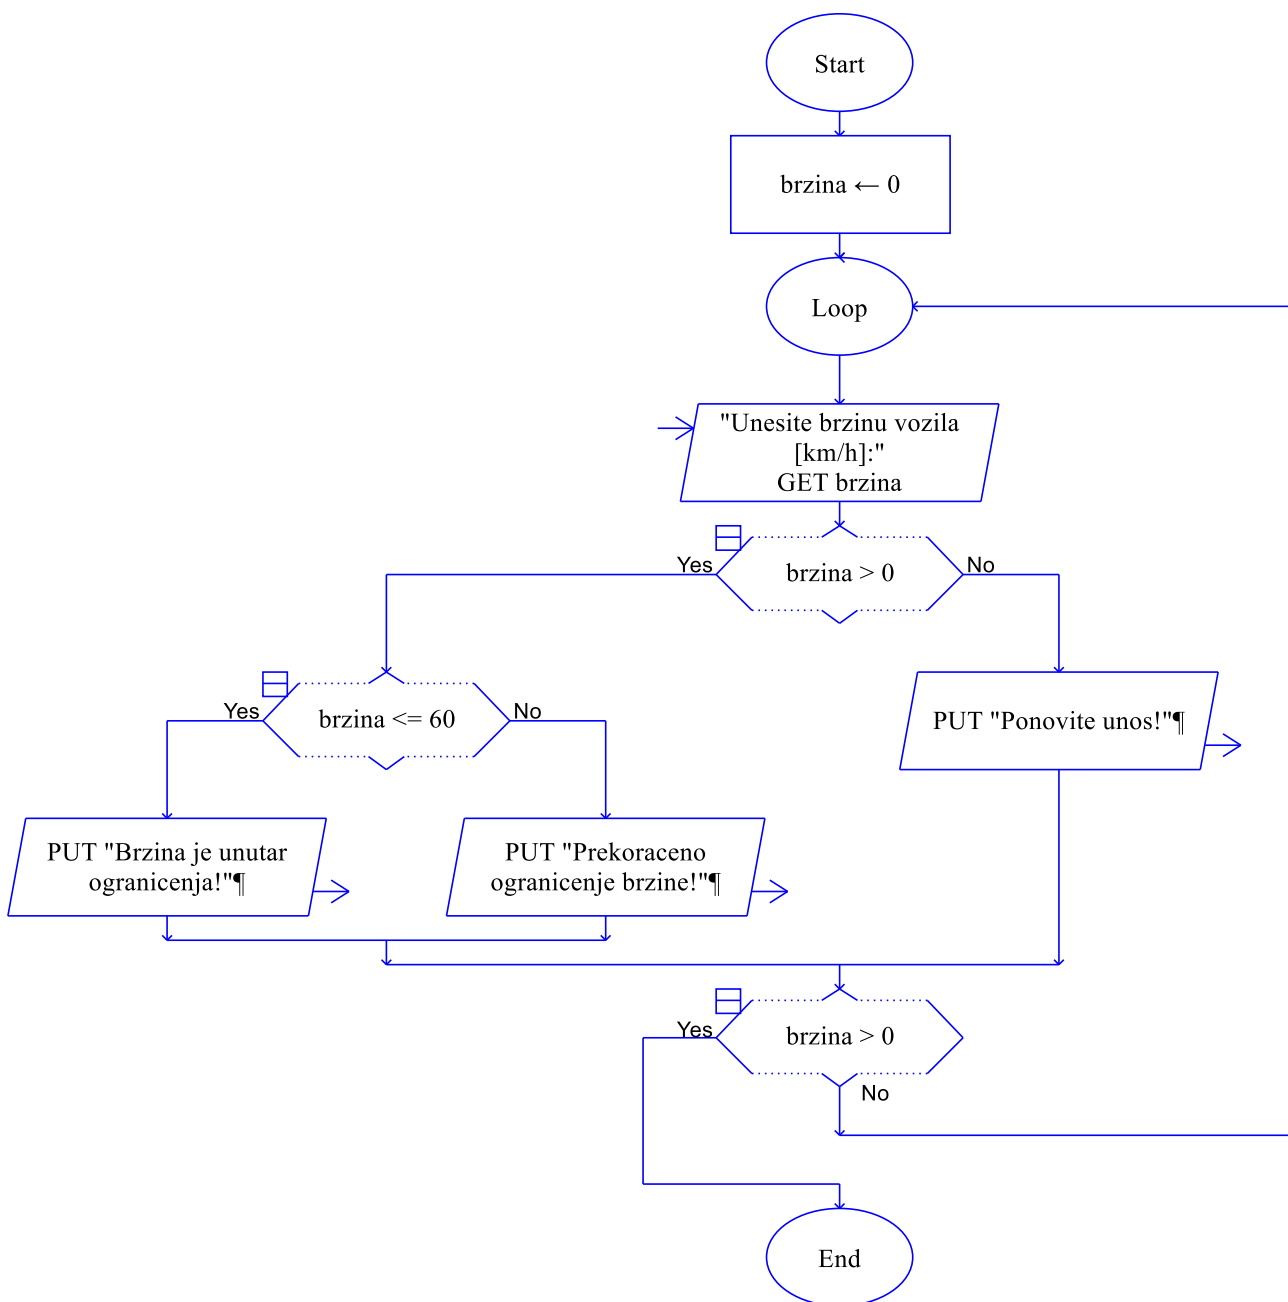 Start
brzina ← 0
Loop
"Unesite brzinu vozila
[km/h]:"
GET brzina
Yes
brzina > 0
No
Yes
brzina <= 60
No
PUT "Ponovite unos!"¶
PUT "Brzina je unutar
ogranicenja!"¶
PUT "Prekoraceno
ogranicenje brzine!"¶
Yes
brzina > 0
No
End